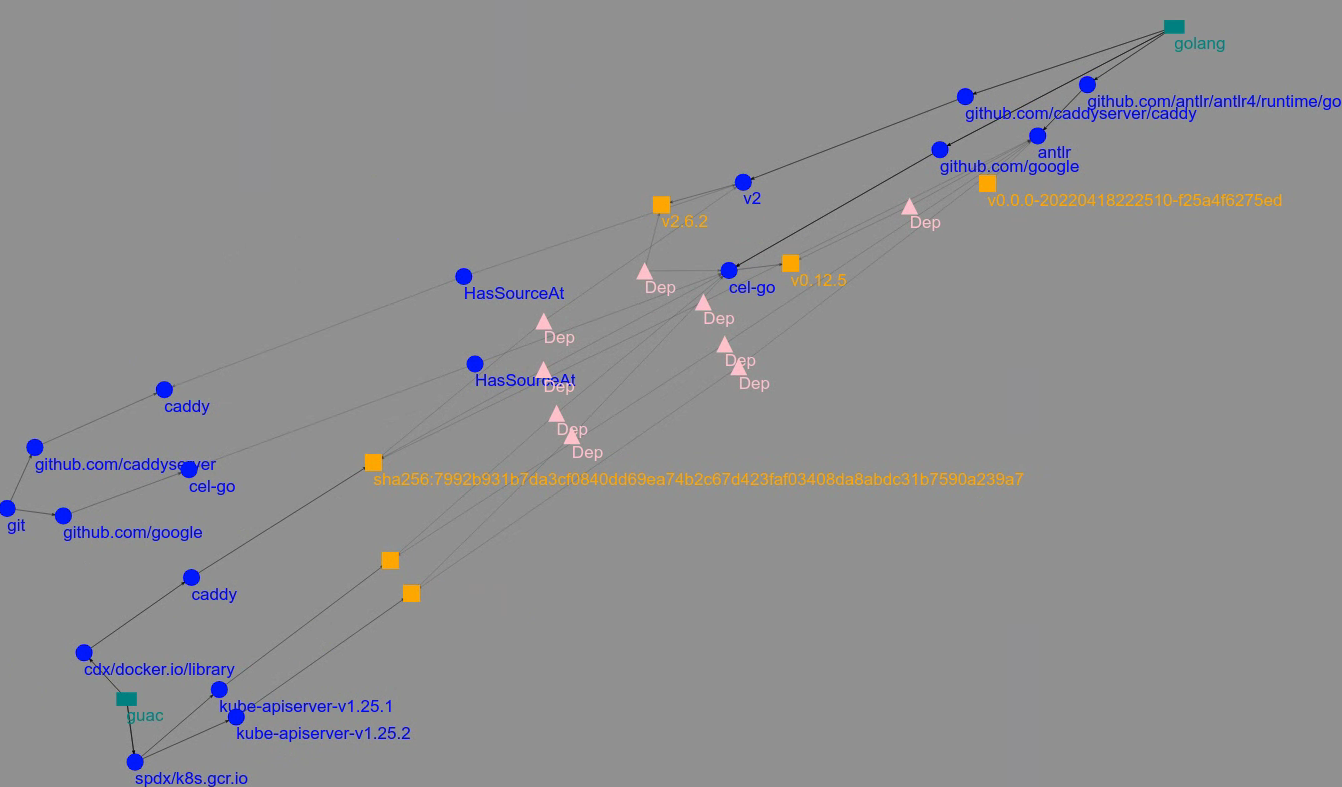 golang
github.com/antlr/antlr4/runtime/go
github.com/caddyserver/caddy
antlr
github.com/google
v2
v0.0.0-20220418222510-f25a4f6275ed
v2.6.2
Dep
v0.12.5
Dep
cel-go
HasSourceAt
Dep
Dep
Dep
HasSourceAt
Dep
Dep
caddy
Dep
Dep
github.com/caddyserver
sha256:7992b931b7da3cf0840dd69ea74b2c67d423faf03408da8abdc31b7590a239a7
cel-go
git
github.com/google
caddy
cdx/docker.io/library
kube-apiserver-v1.25.1
guac
kube-apiserver-v1.25.2
spdx/k8s.gcr.io